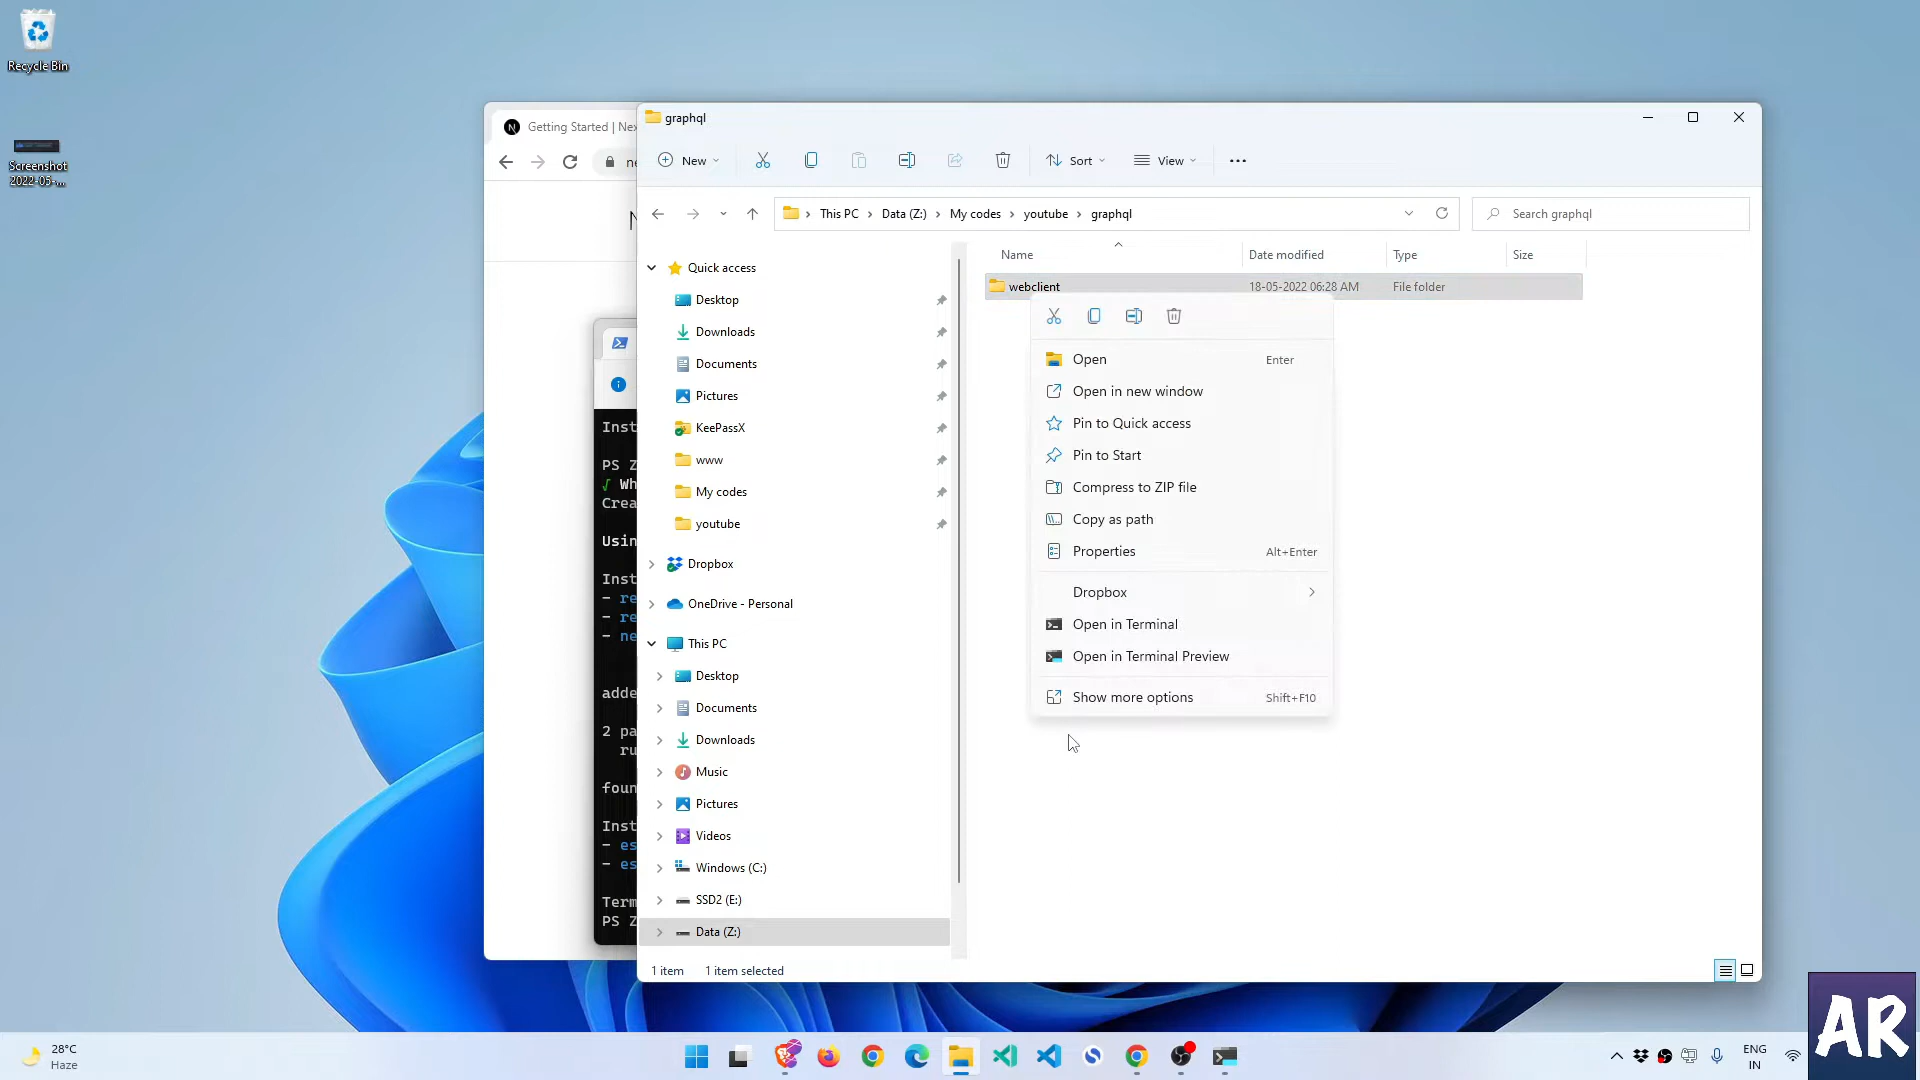 Recycle Bin
Screenshot
2022-05-...
Getting Started | Nex
ne
N
Inst
PS Z
√ Wh
Crea
Usin
Inst
- re
- re
- ne
adde
2 pa
ru
foun
Inst
- es
- es
Term
PS Z
graphql
New
Sort
View
This PC > Data (Z:) > My codes > youtube > graphql
Search graphql
Quick access
Desktop
Downloads
Documents
Pictures
KeePassX
www
My codes
youtube
Dropbox
OneDrive - Personal
This PC
Desktop
Documents
Downloads
Music
Pictures
Videos
Windows (C:)
SSD2 (E:)
Data (Z:)
Name Date modified Type Size
webclient 18-05-2022 06:28 AM File folder
Open Enter
Open in new window
Pin to Quick access
Pin to Start
Compress to ZIP file
Copy as path
Properties Alt+Enter
Dropbox
Open in Terminal
Open in Terminal Preview
Show more options Shift+F10
1 item 1 item selected
28°C
Haze
ENG
IN
AR